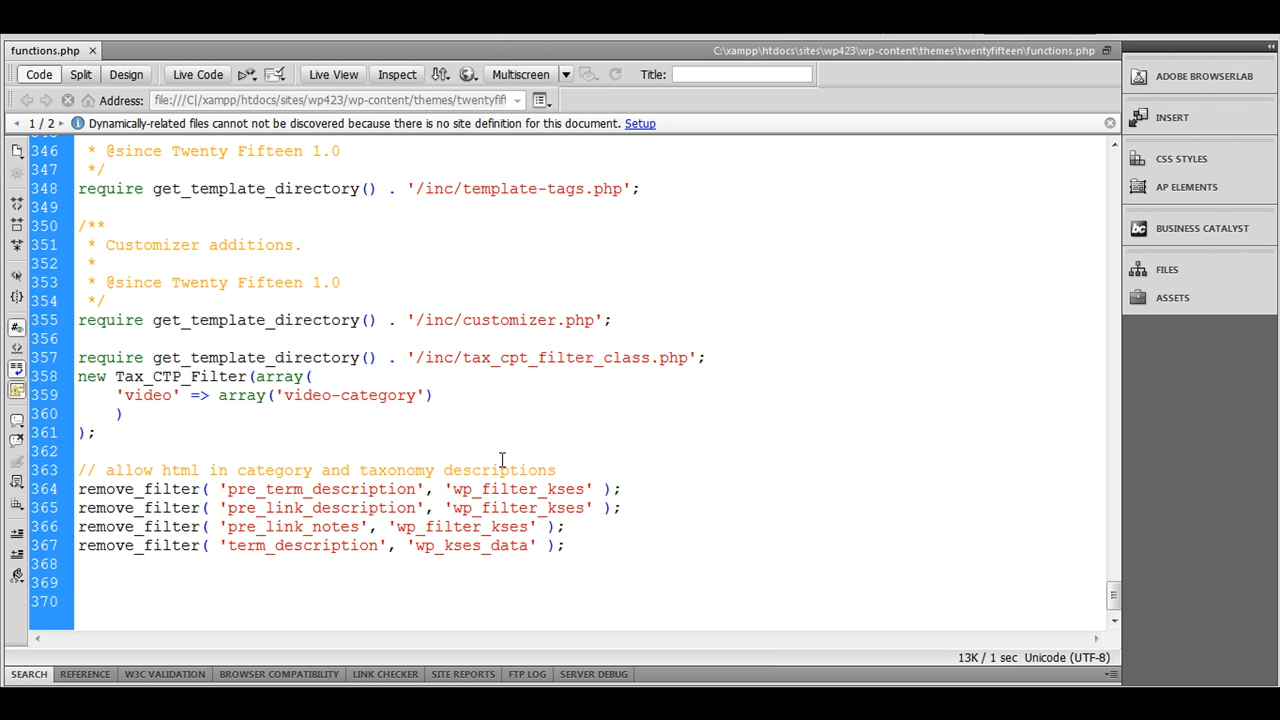 functions.php ×
C:\xampp\htdocs\sites\wp423\wp-content\themes\twentyfifteen\functions.php
Code Split Design Live Code Live View Inspect Multiscreen Title:
Address: file:///C|/xampp/htdocs/sites/wp423/wp-content/themes/twentyfift
1 / 2 Dynamically-related files cannot not be discovered because there is no site definition for this document. Setup
346 * @since Twenty Fifteen 1.0
347 */
348 require get_template_directory() . '/inc/template-tags.php';
349
350 /**
351 * Customizer additions.
352 *
353 * @since Twenty Fifteen 1.0
354 */
355 require get_template_directory() . '/inc/customizer.php';
356
357 require get_template_directory() . '/inc/tax_cpt_filter_class.php';
358 new Tax_CTP_Filter(array(
359 'video' => array('video-category')
360 )
361 );
362
363 // allow html in category and taxonomy descriptions
364 remove_filter( 'pre_term_description', 'wp_filter_kses' );
365 remove_filter( 'pre_link_description', 'wp_filter_kses' );
366 remove_filter( 'pre_link_notes', 'wp_filter_kses' );
367 remove_filter( 'term_description', 'wp_kses_data' );
368
369
370
13K / 1 sec Unicode (UTF-8)
SEARCH REFERENCE W3C VALIDATION BROWSER COMPATIBILITY LINK CHECKER SITE REPORTS FTP LOG SERVER DEBUG
ADOBE BROWSERLAB
INSERT
CSS STYLES
AP ELEMENTS
bc BUSINESS CATALYST
FILES
ASSETS